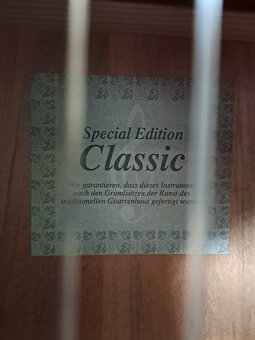 Special Edition
Classic
Wir garantieren, dass dieses Instrument
nach den Grundsätzen der Kunst des
traditionellen Gitarrenbaus gefertigt wurde